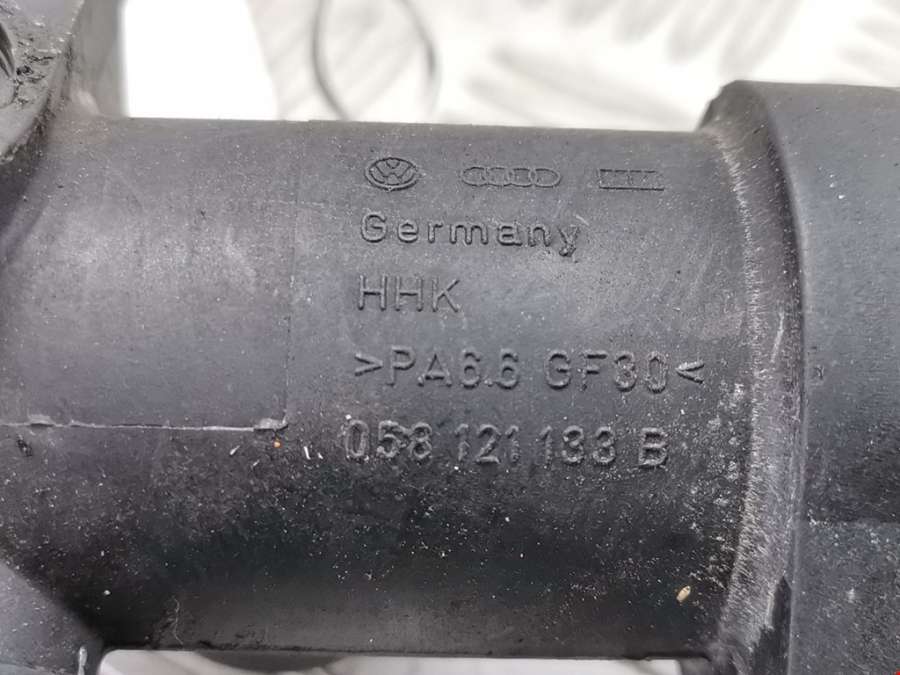 Germany
HHK
>PA6.6 GF30<
058 121 133 B